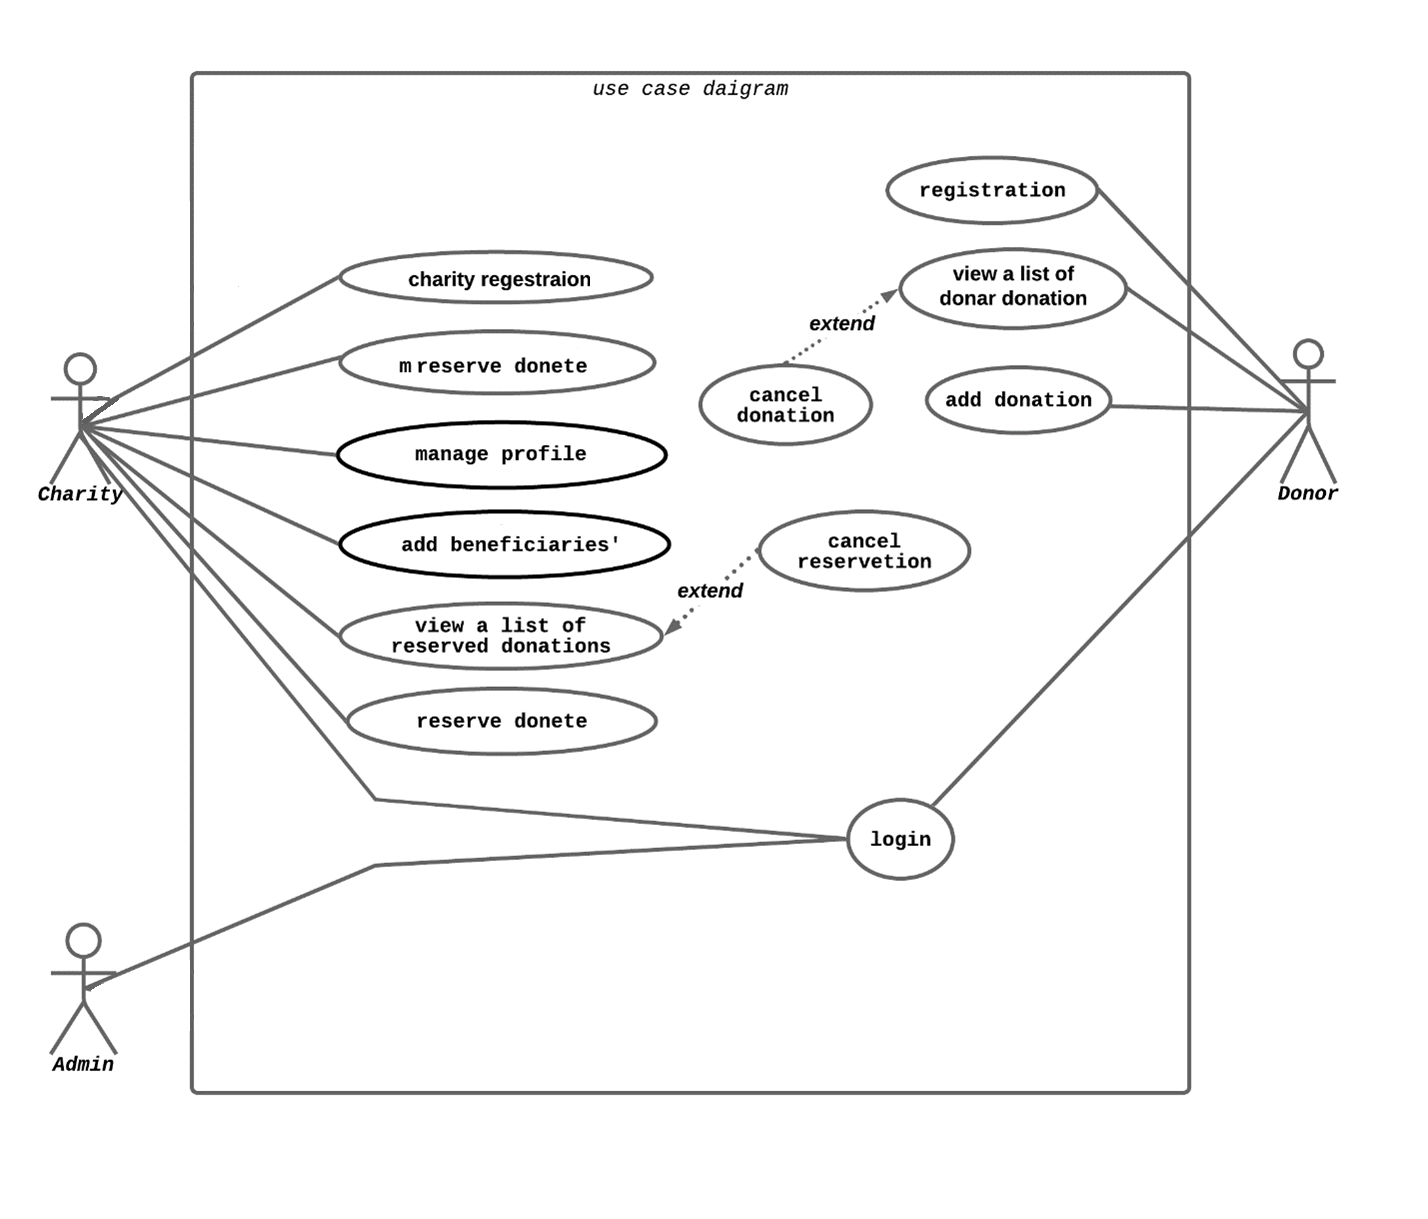 use case daigram
registration
view a list of
donar donation
charity regestraion
extend
m reserve donete
cancel
donation
add donation
manage profile
Charity
Donor
add beneficiaries'
cancel
reservetion
extend
view a list of
reserved donations
reserve donete
login
Admin